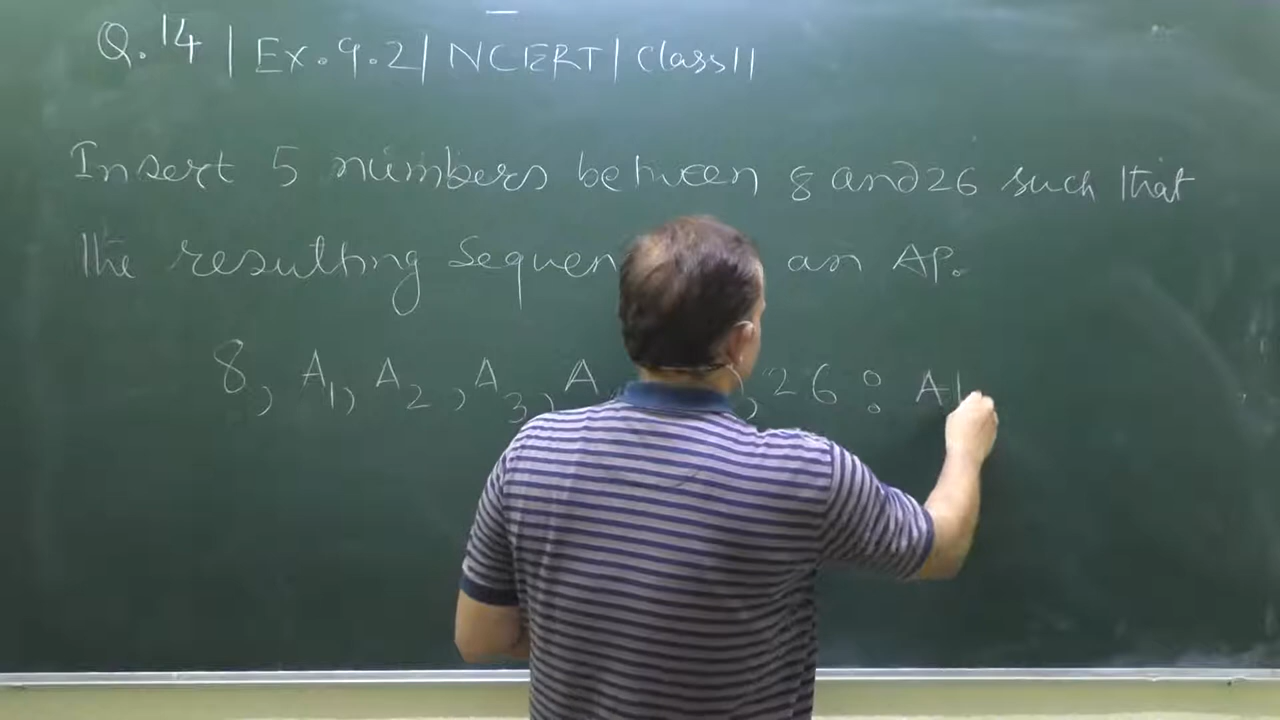 Q.14 | Ex.9.2 | NCERT | Class 11
Insert 5 numbers between 8 and 26 such that
the resulting sequen an AP.
8, A1, A2, A3, A , 26 : A